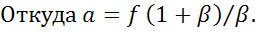 Откуда a = f (1 + β)/β.